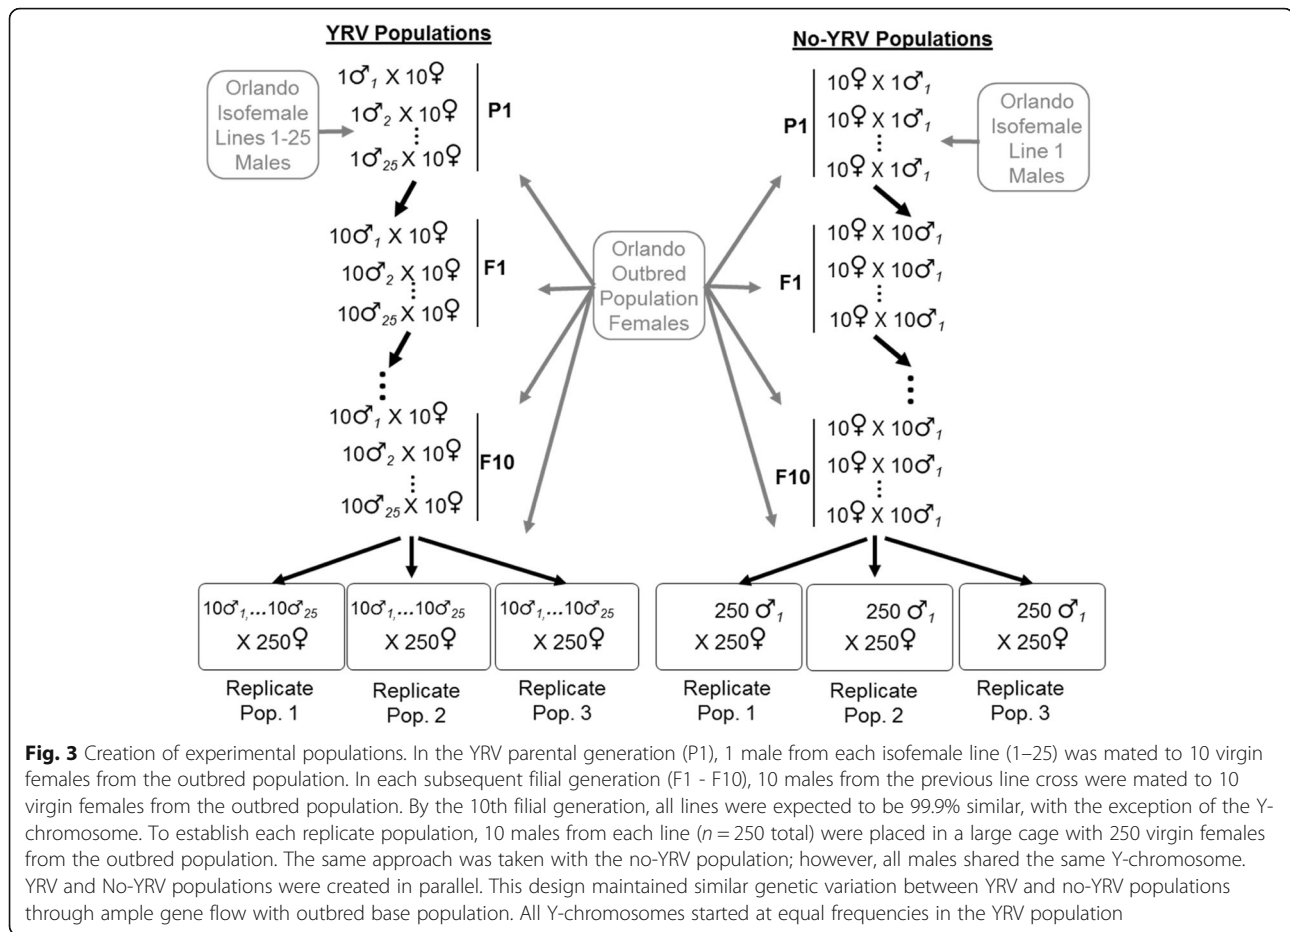 YRV Populations
No-YRV Populations
Orlando
Isofemale
Lines 1-25
Males
1♂1 X 10♀
1♂2 X 10♀
⋮
1♂25 X 10♀
P1
P1
10♀ X 1♂1
10♀ X 1♂1
⋮
10♀ X 1♂1
Orlando
Isofemale
Line 1
Males
10♂1 X 10♀
10♂2 X 10♀
⋮
10♂25 X 10♀
F1
Orlando
Outbred
Population
Females
F1
10♀ X 10♂1
10♀ X 10♂1
⋮
10♀ X 10♂1
⋮
⋮
10♂1 X 10♀
10♂2 X 10♀
⋮
10♂25 X 10♀
F10
F10
10♀ X 10♂1
10♀ X 10♂1
⋮
10♀ X 10♂1
10♂1,...10♂25
X 250♀
10♂1,...10♂25
X 250♀
10♂1,...10♂25
X 250♀
250 ♂1
X 250♀
250 ♂1
X 250♀
250 ♂1
X 250♀
Replicate
Pop. 1
Replicate
Pop. 2
Replicate
Pop. 3
Replicate
Pop. 1
Replicate
Pop. 2
Replicate
Pop. 3
Fig. 3 Creation of experimental populations. In the YRV parental generation (P1), 1 male from each isofemale line (1–25) was mated to 10 virgin
females from the outbred population. In each subsequent filial generation (F1 - F10), 10 males from the previous line cross were mated to 10
virgin females from the outbred population. By the 10th filial generation, all lines were expected to be 99.9% similar, with the exception of the Y-
chromosome. To establish each replicate population, 10 males from each line (n = 250 total) were placed in a large cage with 250 virgin females
from the outbred population. The same approach was taken with the no-YRV population; however, all males shared the same Y-chromosome.
YRV and No-YRV populations were created in parallel. This design maintained similar genetic variation between YRV and no-YRV populations
through ample gene flow with outbred base population. All Y-chromosomes started at equal frequencies in the YRV population